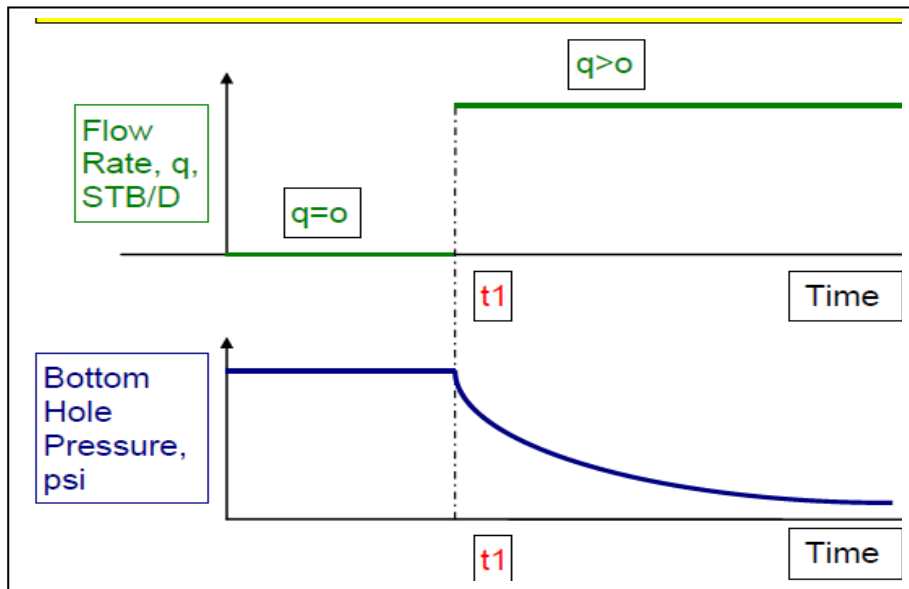 q>o
Flow
Rate, q,
STB/D
q=o
t1
Time
Bottom
Hole
Pressure,
psi
t1
Time